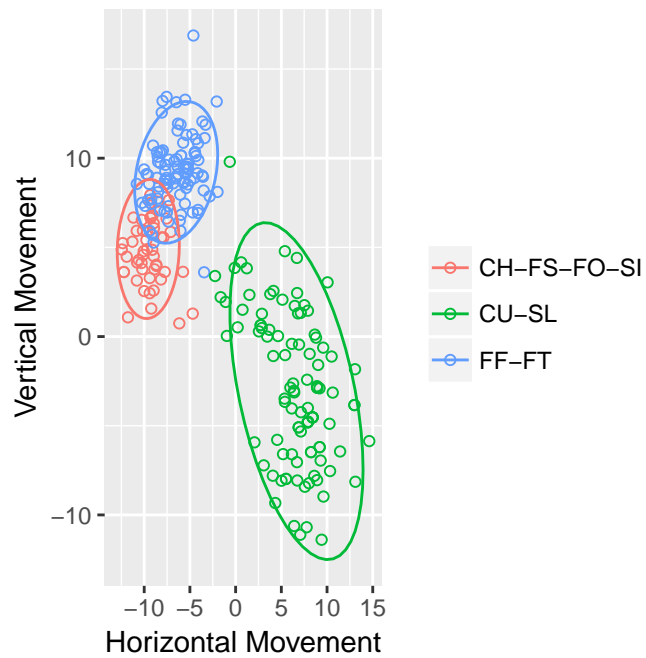 Vertical Movement
10
0
−10
−10 −5 0 5 10 15
Horizontal Movement
CH−FS−FO−SI
CU−SL
FF−FT